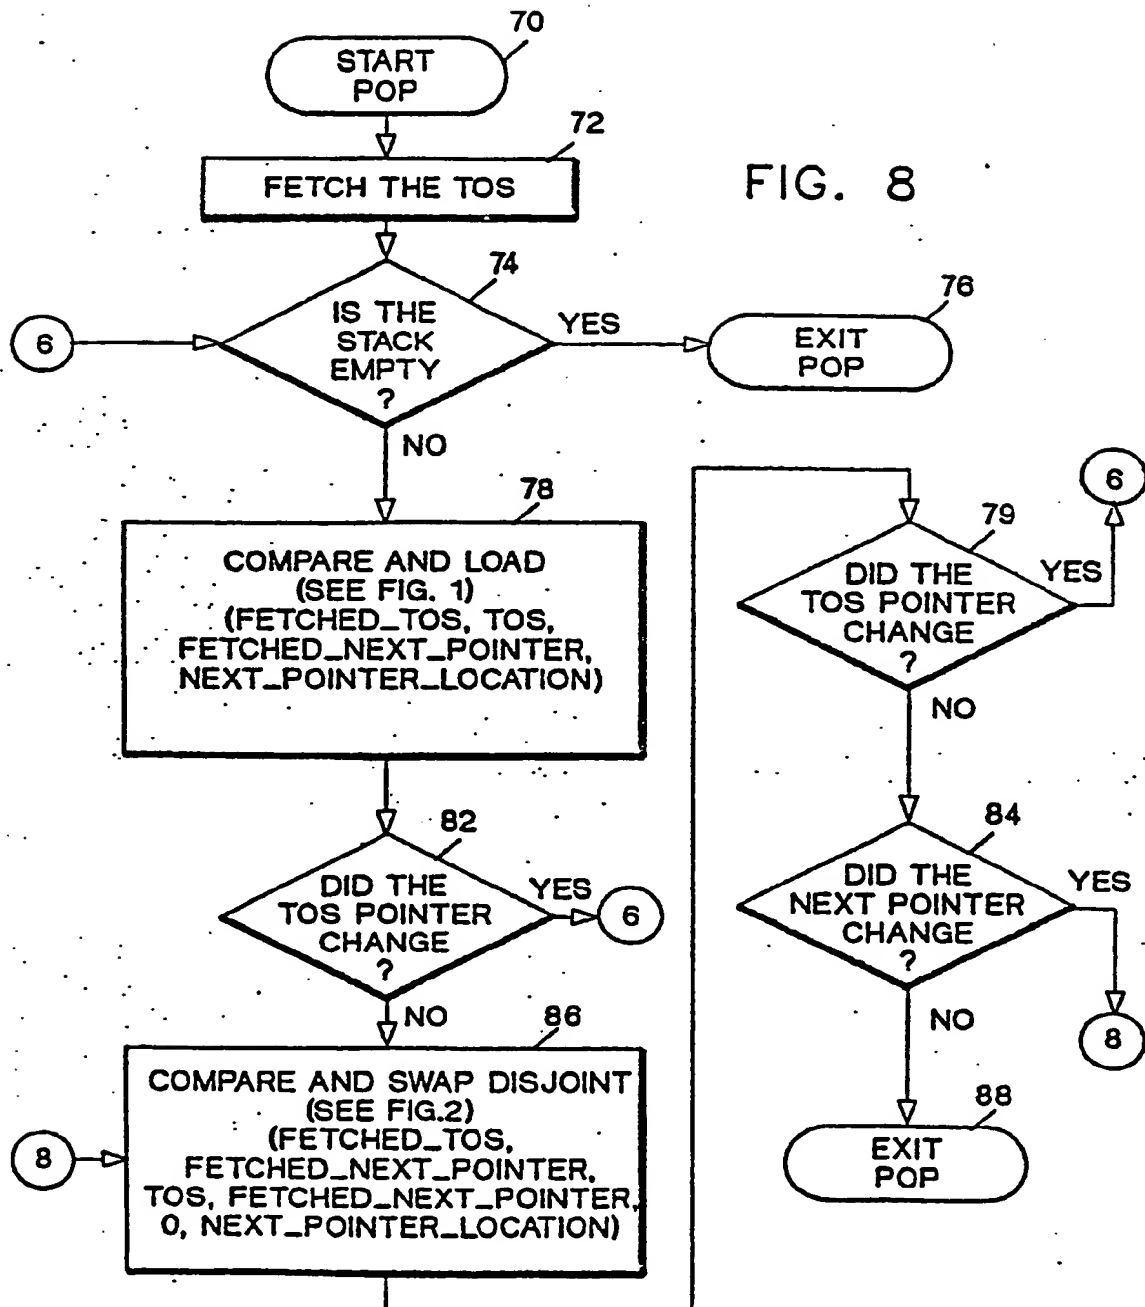 70
START
POP
72
FETCH THE TOS
FIG. 8
74
IS THE
STACK
EMPTY
?
6
YES
76
EXIT
POP
NO
78
COMPARE AND LOAD
(SEE FIG. 1)
(FETCHED_TOS, TOS,
FETCHED_NEXT_POINTER,
NEXT_POINTER_LOCATION)
82
DID THE
TOS POINTER
CHANGE
?
YES
6
NO
86
COMPARE AND SWAP DISJOINT
(SEE FIG.2)
(FETCHED_TOS,
FETCHED_NEXT_POINTER,
TOS, FETCHED_NEXT_POINTER,
0, NEXT_POINTER_LOCATION)
8
6
79
DID THE
TOS POINTER
CHANGE
?
YES
NO
84
DID THE
NEXT POINTER
CHANGE
?
YES
8
NO
88
EXIT
POP